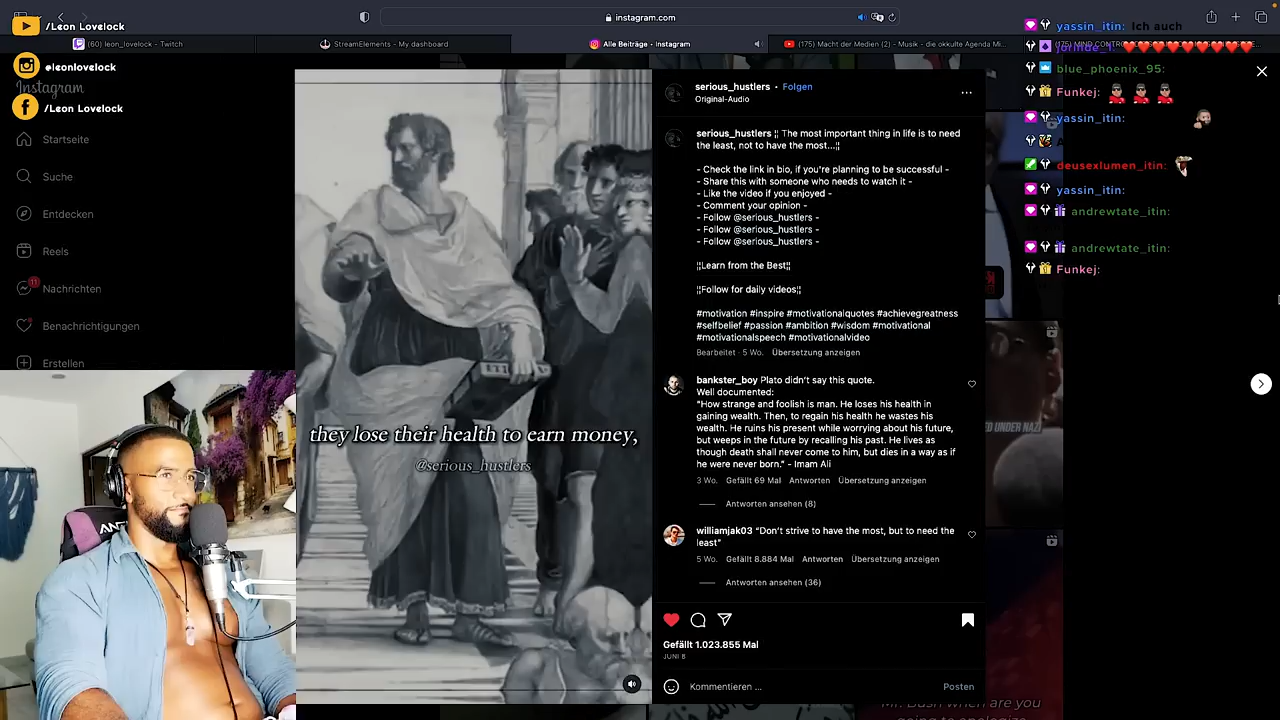 /Leon Lovelock
@leonlovelock
Instagram
/Leon Lovelock
instagram.com
(60) leon_lovelock - Twitch
StreamElements - My dashboard
Alle Beiträge • Instagram
(175) Macht der Medien (2) - Musik - die okkulte Agenda Mi...
Startseite
Suche
Entdecken
Reels
11
Nachrichten
Benachrichtigungen
Erstellen
they lose their health to earn money,
@serious_hustlers
serious_hustlers • Folgen
Original-Audio
serious_hustlers ¦¦ The most important thing in life is to need
the least, not to have the most...¦¦
- Check the link in bio, if you're planning to be successful -
- Share this with someone who needs to watch it -
- Like the video if you enjoyed -
- Comment your opinion -
- Follow @serious_hustlers -
- Follow @serious_hustlers -
- Follow @serious_hustlers -
¦¦Learn from the Best¦¦
¦¦Follow for daily videos¦¦
#motivation #inspire #motivationalquotes #achievegreatness
#selfbelief #passion #ambition #wisdom #motivational
#motivationalspeech #motivationalvideo
Bearbeitet · 5 Wo. Übersetzung anzeigen
bankster_boy Plato didn't say this quote.
Well documented:
"How strange and foolish is man. He loses his health in
gaining wealth. Then, to regain his health he wastes his
wealth. He ruins his present while worrying about his future,
but weeps in the future by recalling his past. He lives as
though death shall never come to him, but dies in a way as if
he were never born." - Imam Ali
3 Wo. Gefällt 69 Mal Antworten Übersetzung anzeigen
Antworten ansehen (8)
williamjak03 "Don't strive to have the most, but to need the
least"
5 Wo. Gefällt 8.884 Mal Antworten Übersetzung anzeigen
Antworten ansehen (36)
Gefällt 1.023.855 Mal
JUNI 8
Kommentieren ...
Posten
yassin_itin: Ich auch
blue_phoenix_95:
Funkej:
yassin_itin:
deusexlumen_itin:
yassin_itin:
andrewtate_itin:
andrewtate_itin:
Funkej:
UNDER NAZI
Mr. Bush when are you
going to apologize